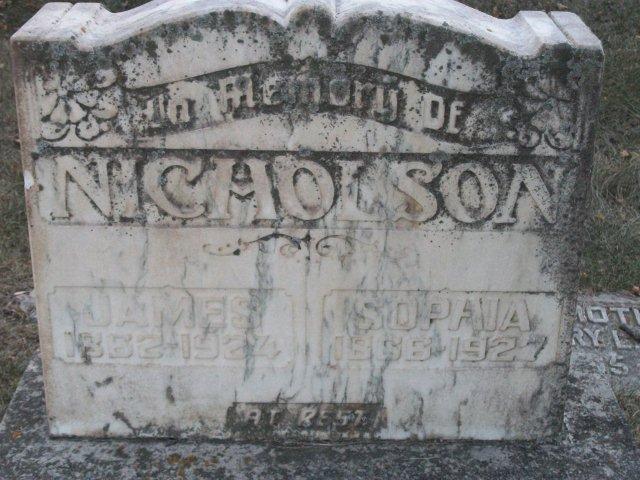 In Memory Of
NICHOLSON
JAMES
1862-1924
SOPHIA
1866-1927
AT REST